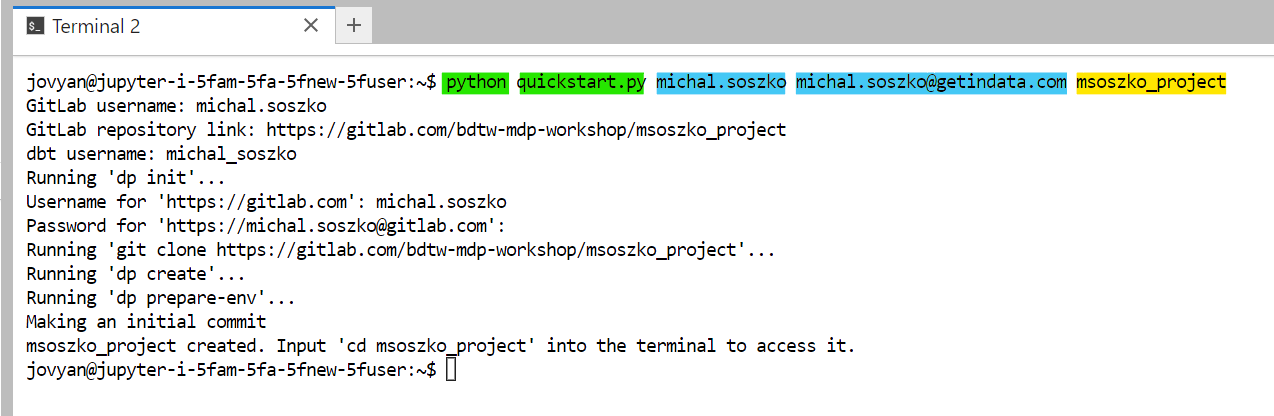 Terminal 2
jovyan@jupyter-i-5fam-5fa-5fnew-5fuser:~$ python quickstart.py michal.soszko michal.soszko@getindata.com msoszko_project
GitLab username: michal.soszko
GitLab repository link: https://gitlab.com/bdtw-mdp-workshop/msoszko_project
dbt username: michal_soszko
Running 'dp init'...
Username for 'https://gitlab.com': michal.soszko
Password for 'https://michal.soszko@gitlab.com':
Running 'git clone https://gitlab.com/bdtw-mdp-workshop/msoszko_project'...
Running 'dp create'...
Running 'dp prepare-env'...
Making an initial commit
msoszko_project created. Input 'cd msoszko_project' into the terminal to access it.
jovyan@jupyter-i-5fam-5fa-5fnew-5fuser:~$